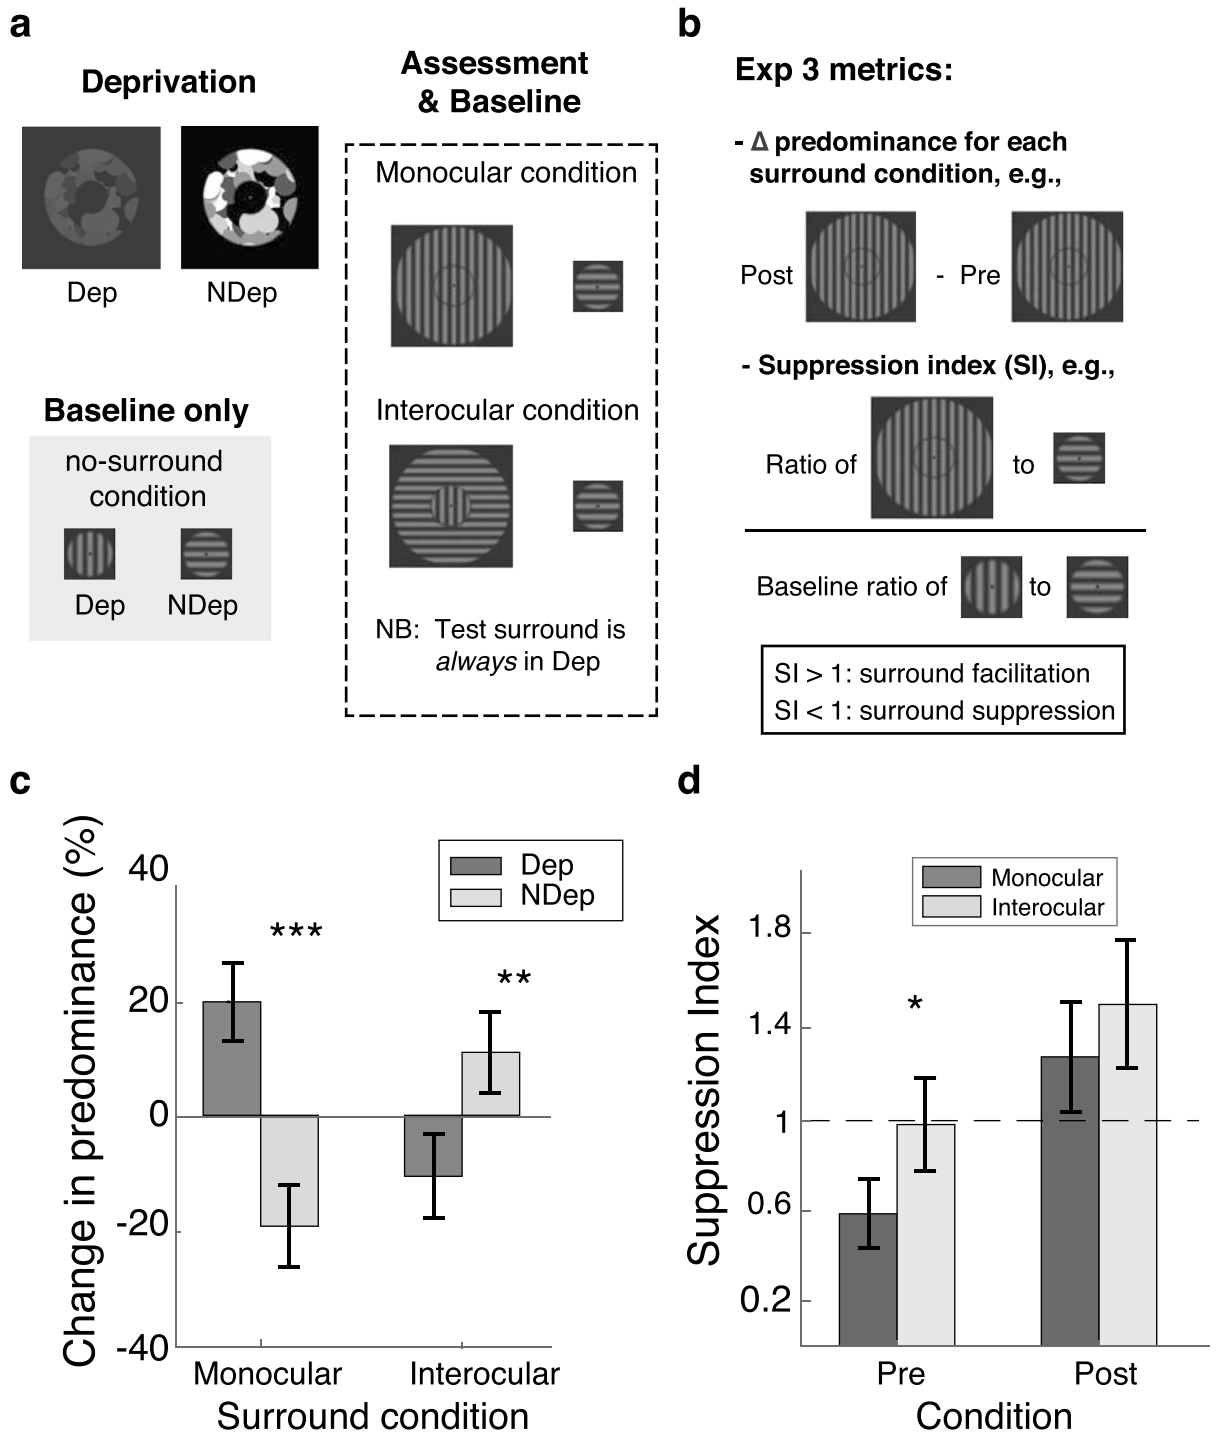 a
Deprivation
Dep
NDep
Baseline only
no-surround
condition
Dep
NDep
Assessment
& Baseline
Monocular condition
Interocular condition
NB: Test surround is
always in Dep
b
Exp 3 metrics:
- Δ predominance for each
surround condition, e.g.,
Post
- Pre
- Suppression index (SI), e.g.,
Ratio of
to
Baseline ratio of
to
SI > 1: surround facilitation
SI < 1: surround suppression
c
Change in predominance (%)
40
20
0
-20
-40
Dep
NDep
***
**
Monocular
Interocular
Surround condition
d
Suppression Index
1.8
1.4
1
0.6
0.2
Monocular
Interocular
*
Pre
Post
Condition